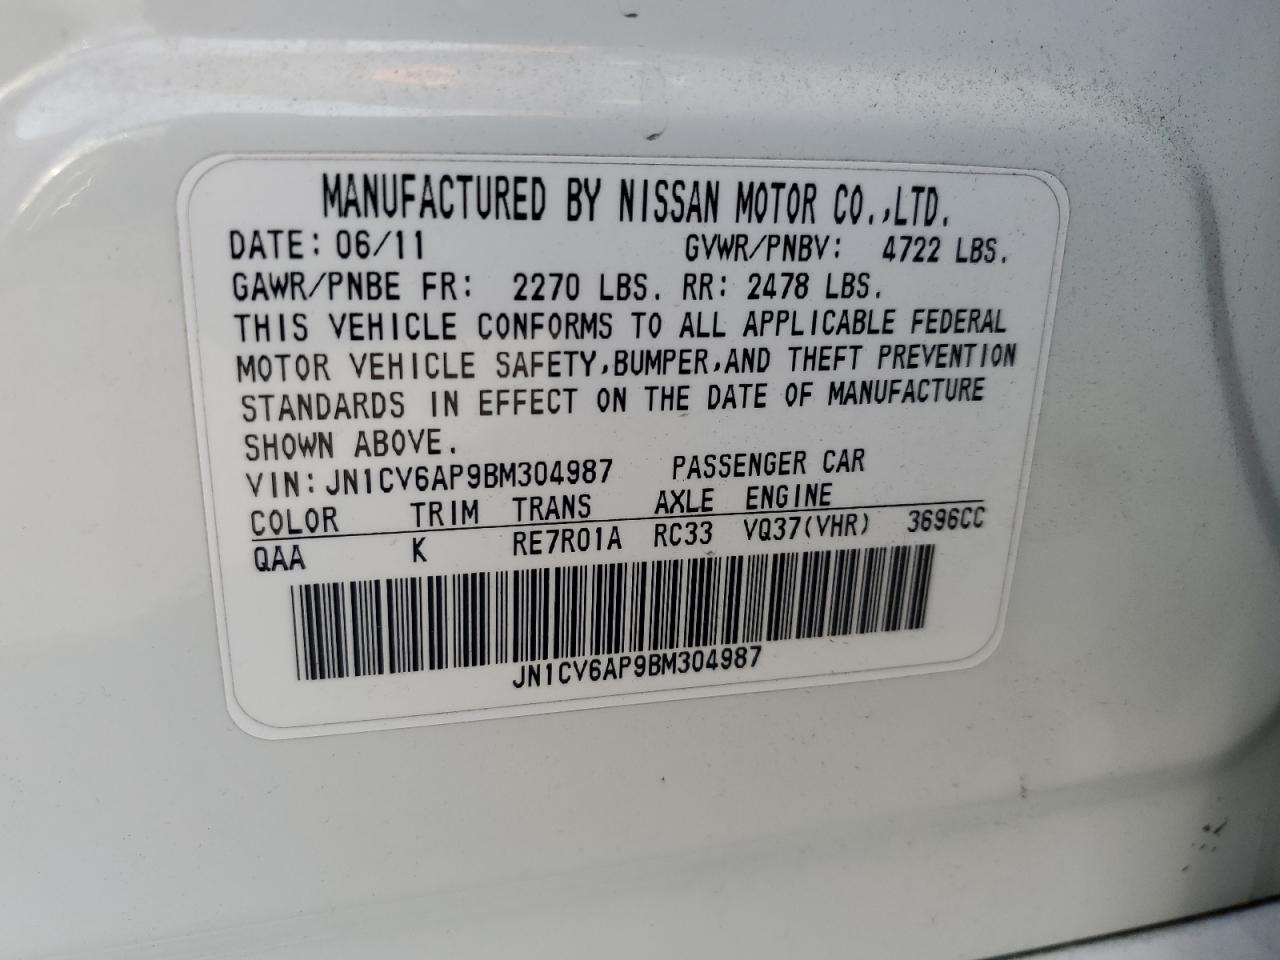 MANUFACTURED BY NISSAN MOTOR CO.,LTD.
DATE: 06/11 GVWR/PNBV: 4722 LBS.
GAWR/PNBE FR: 2270 LBS. RR: 2478 LBS.
THIS VEHICLE CONFORMS TO ALL APPLICABLE FEDERAL
MOTOR VEHICLE SAFETY,BUMPER,AND THEFT PREVENTION
STANDARDS IN EFFECT ON THE DATE OF MANUFACTURE
SHOWN ABOVE.
VIN: JN1CV6AP9BM304987 PASSENGER CAR
COLOR TRIM TRANS AXLE ENGINE
QAA K RE7R01A RC33 VQ37(VHR) 3696CC
JN1CV6AP9BM304987